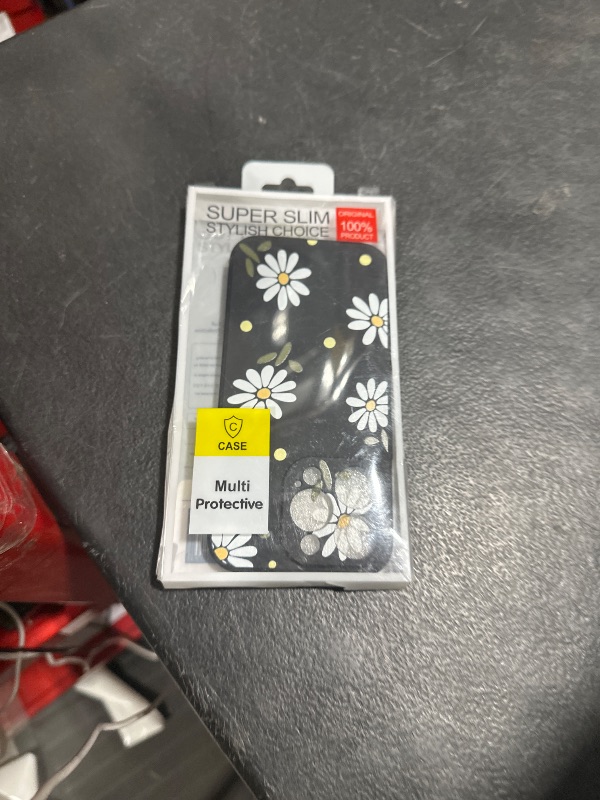 SUPER SLIM
STYLISH CHOICE
ORIGINAL
100%
PRODUCT
C
CASE
Multi
Protective